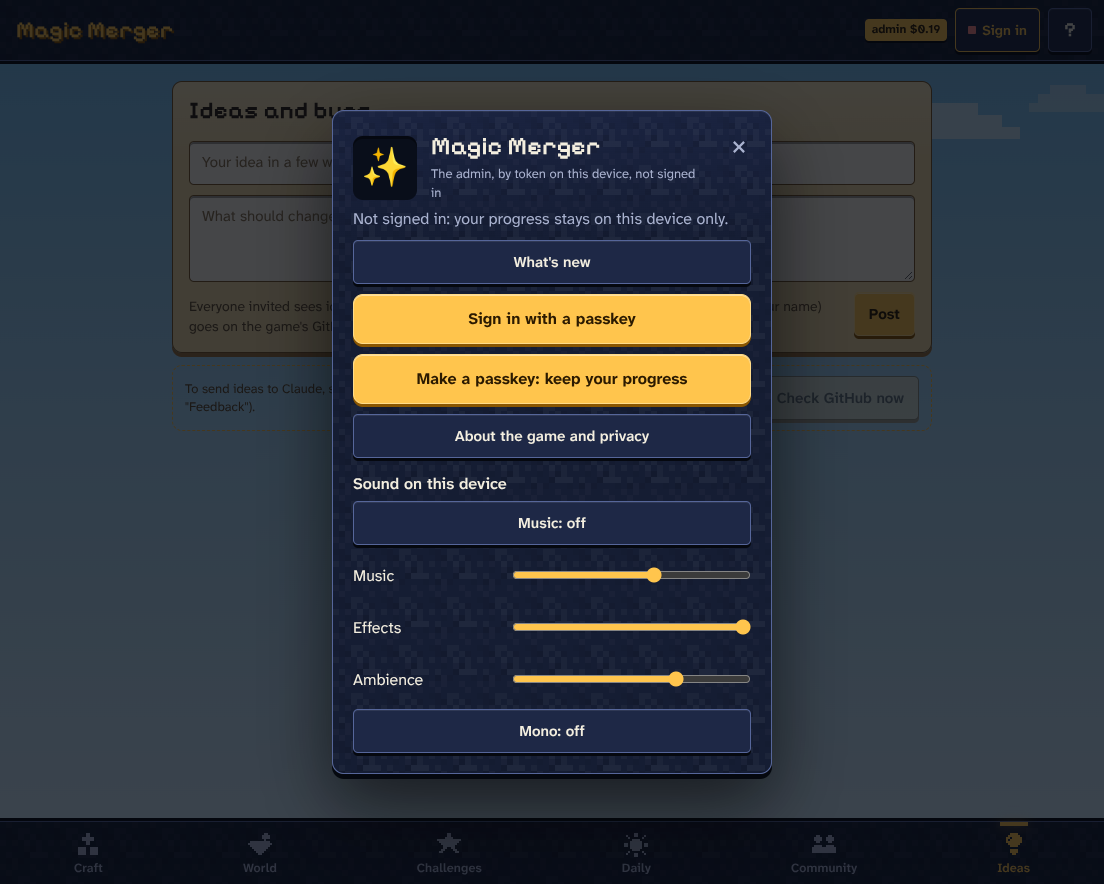 Magic Merger
admin $0.19
Sign in
?
Ideas and bugs
Your idea in a few w
What should change
Everyone invited sees
r name)
goes on the game's Git
Post
To send ideas to Claude,
"Feedback").
Check GitHub now
Magic Merger
×
The admin, by token on this device, not signed
in
Not signed in: your progress stays on this device only.
What's new
Sign in with a passkey
Make a passkey: keep your progress
About the game and privacy
Sound on this device
Music: off
Music
Effects
Ambience
Mono: off
Craft
World
Challenges
Daily
Community
Ideas